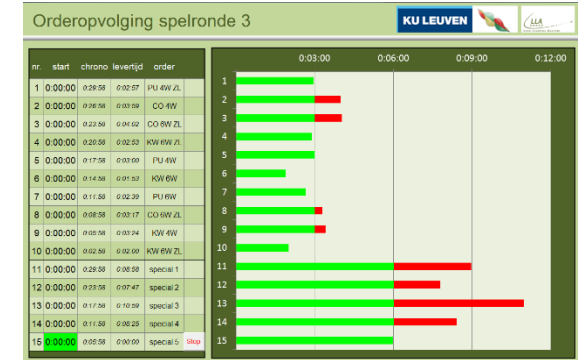 Orderopvolging spelronde 3
KU LEUVEN
LLA
nr. start chrono levertijd order
1 0:00:00 0:29:58 0:02:57 PU 4W ZL
2 0:00:00 0:26:58 0:03:59 CO 4W
3 0:00:00 0:23:58 0:04:02 CO 6W ZL
4 0:00:00 0:20:58 0:02:53 KW 6W ZL
5 0:00:00 0:17:58 0:03:00 PU 4W
6 0:00:00 0:14:58 0:01:53 KW 6W
7 0:00:00 0:11:58 0:02:39 PU 6W
8 0:00:00 0:08:58 0:03:17 CO 6W ZL
9 0:00:00 0:05:58 0:03:24 KW 4W
10 0:00:00 0:02:58 0:02:00 KW 6W ZL
11 0:00:00 0:29:58 0:08:58 special 1
12 0:00:00 0:23:58 0:07:47 special 2
13 0:00:00 0:17:58 0:10:59 special 3
14 0:00:00 0:11:58 0:08:25 special 4
15 0:00:00 0:05:58 0:00:00 special 5 Stop
0:03:00 0:06:00 0:09:00 0:12:00
1
2
3
4
5
6
7
8
9
10
11
12
13
14
15